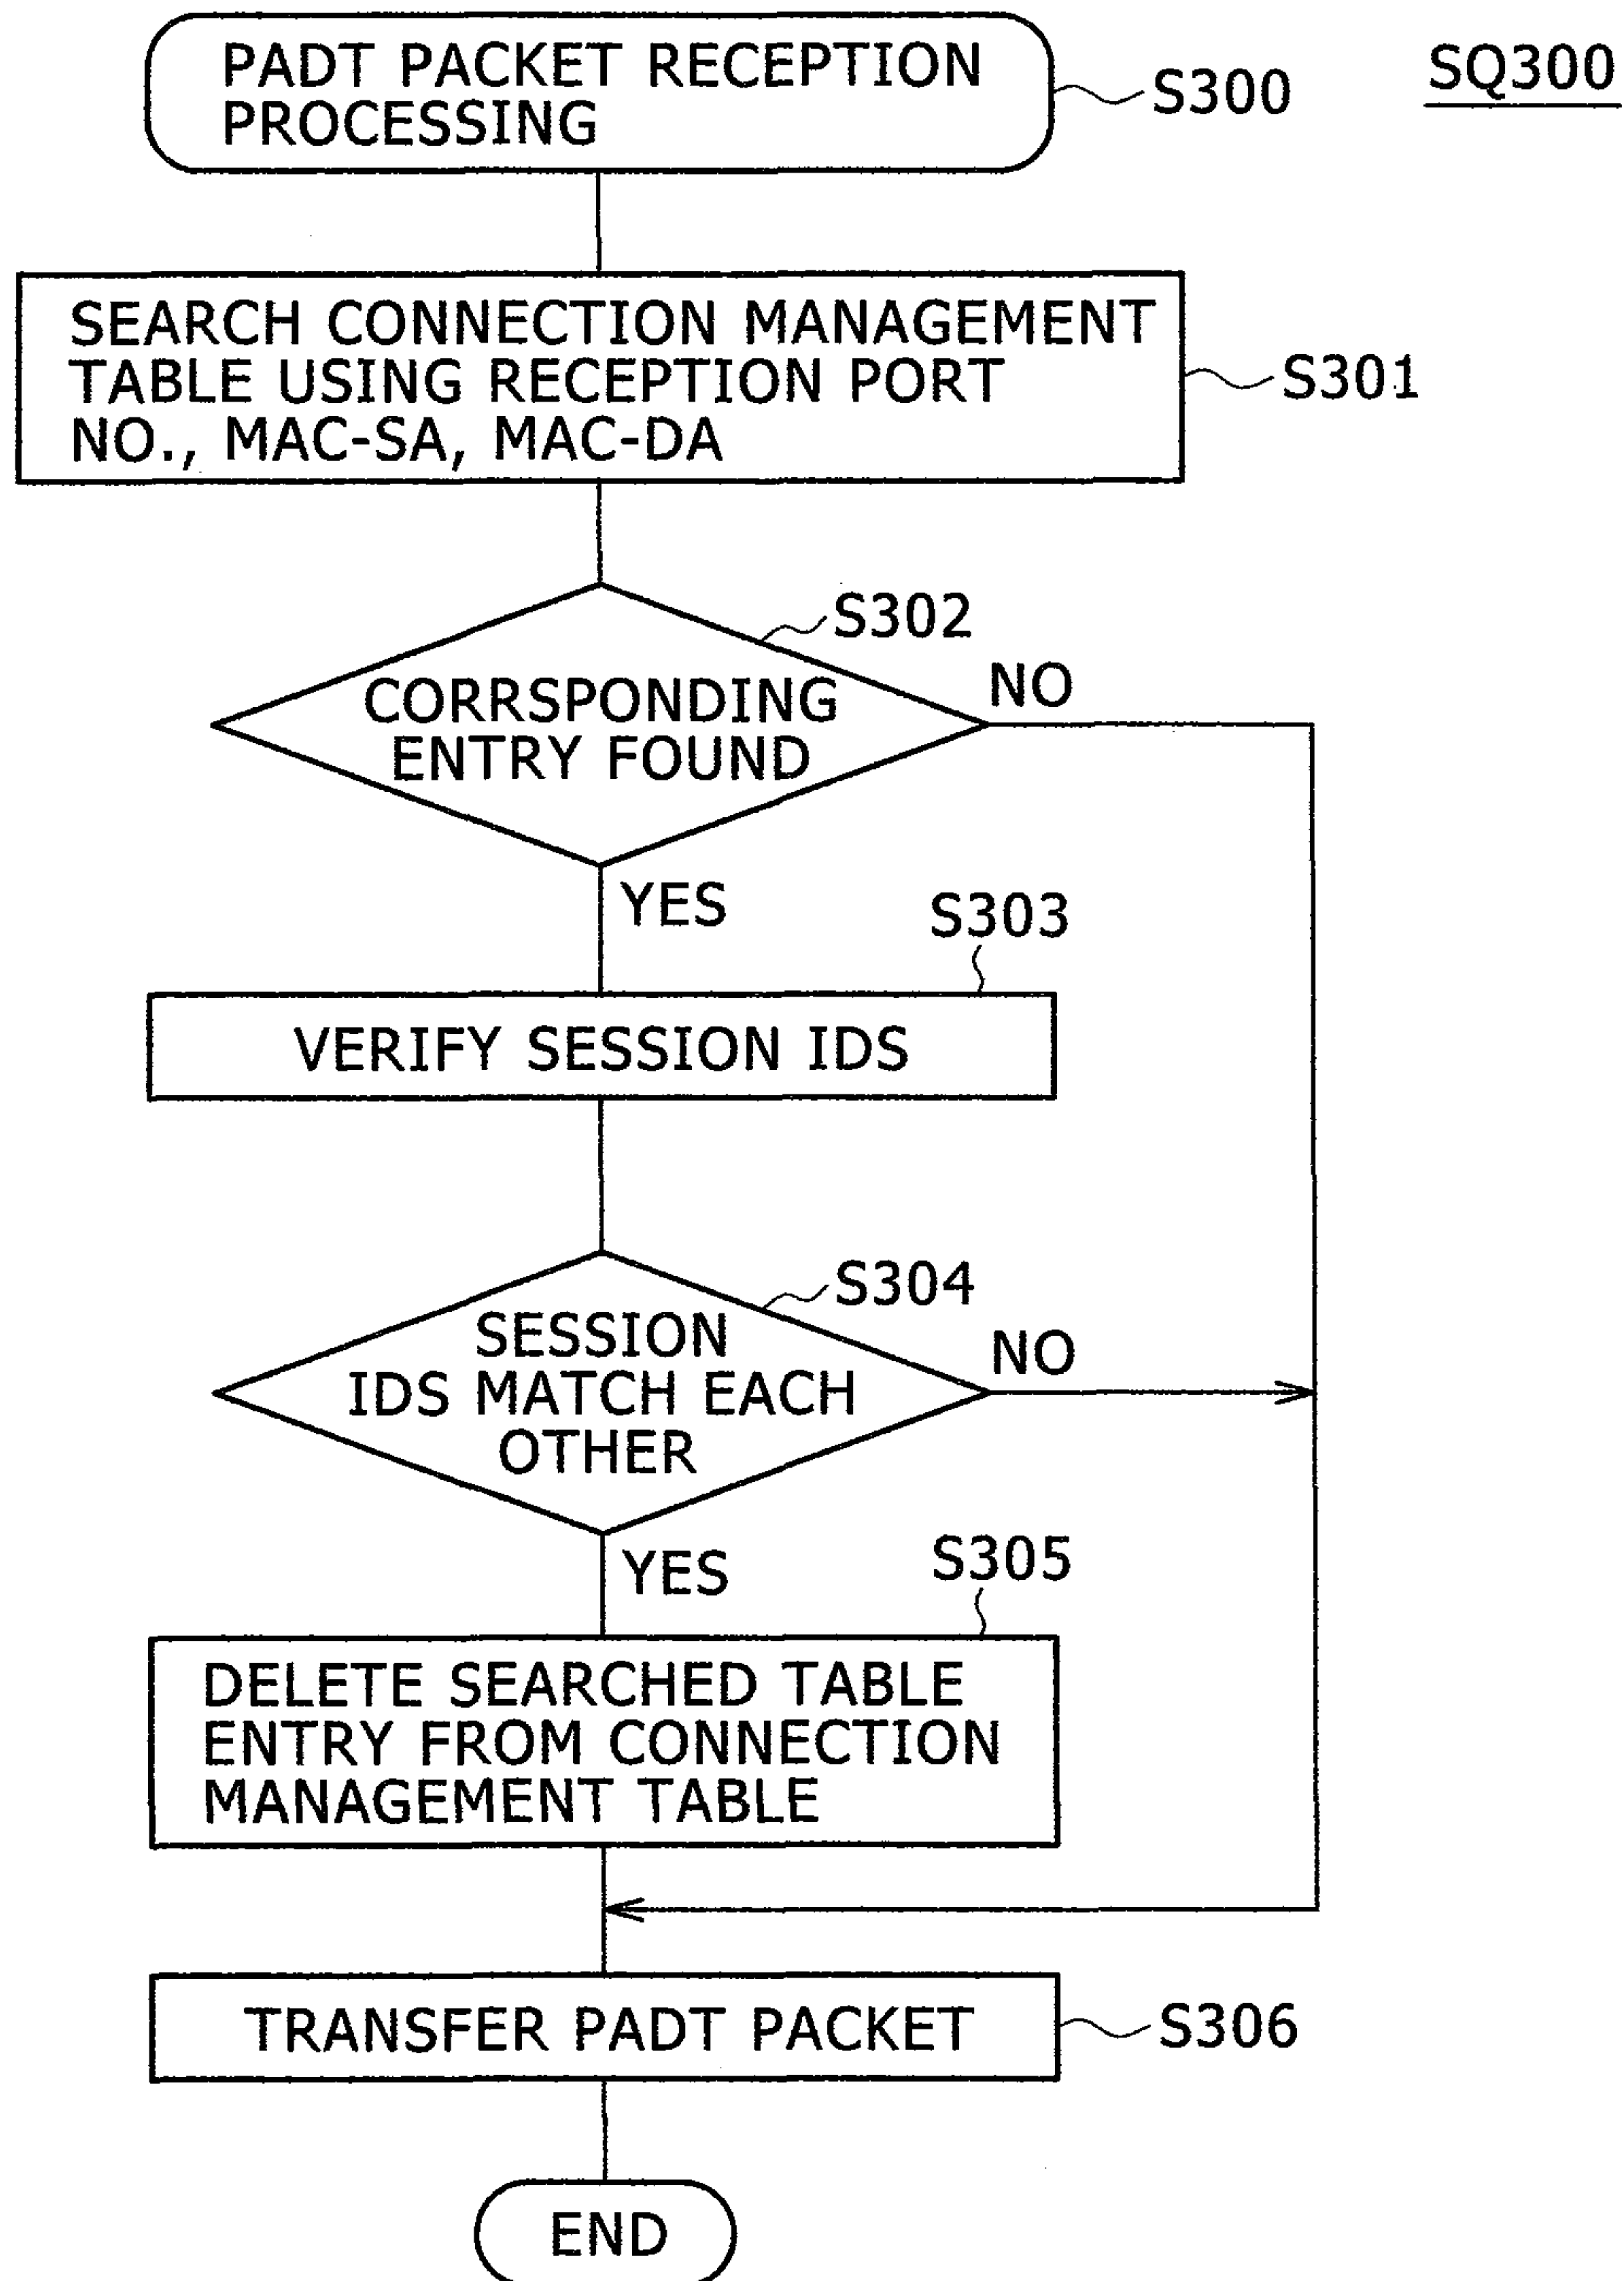 PADT PACKET RECEPTION
PROCESSING
S300
SQ300
SEARCH CONNECTION MANAGEMENT
TABLE USING RECEPTION PORT
NO., MAC-SA, MAC-DA
S301
S302
CORRSPONDING
ENTRY FOUND
NO
YES
S303
VERIFY SESSION IDS
S304
SESSION
IDS MATCH EACH
OTHER
NO
YES
S305
DELETE SEARCHED TABLE
ENTRY FROM CONNECTION
MANAGEMENT TABLE
TRANSFER PADT PACKET
S306
END